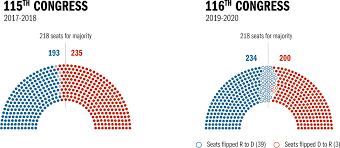 115TH CONGRESS
2017-2018
218 seats for majority
193 235
116TH CONGRESS
2019-2020
218 seats for majority
234 200
Seats flipped R to D (39) Seats flipped D to R (3)